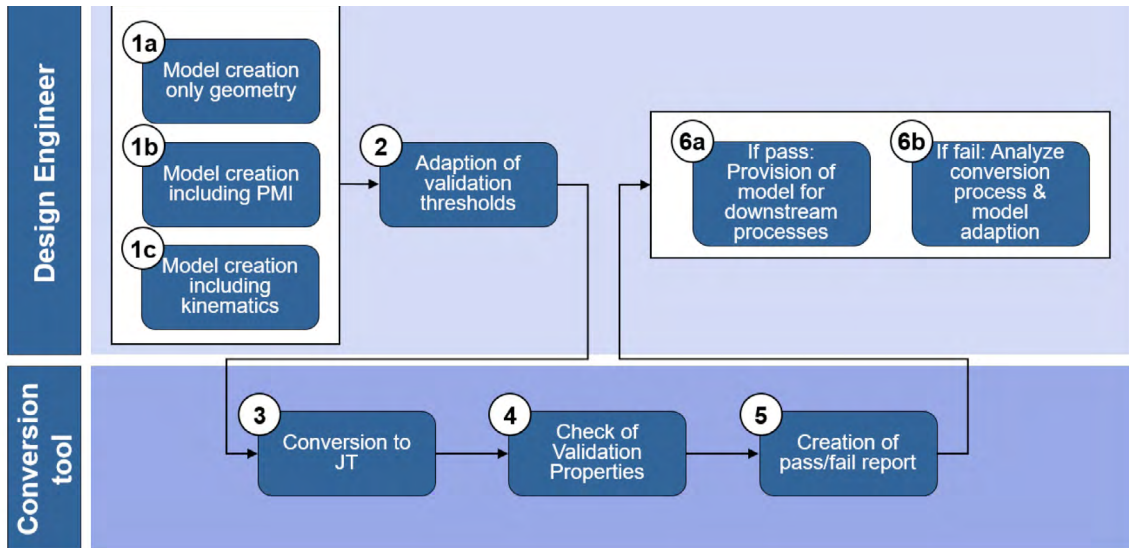 Design Engineer
1a
Model creation
only geometry
1b
Model creation
including PMI
1c
Model creation
including
kinematics
2
Adaption of
validation
thresholds
6a
If pass:
Provision of
model for
downstream
processes
6b
If fail: Analyze
conversion
process &
model
adaption
Conversion
tool
3
Conversion to
JT
4
Check of
Validation
Properties
5
Creation of
pass/fail report